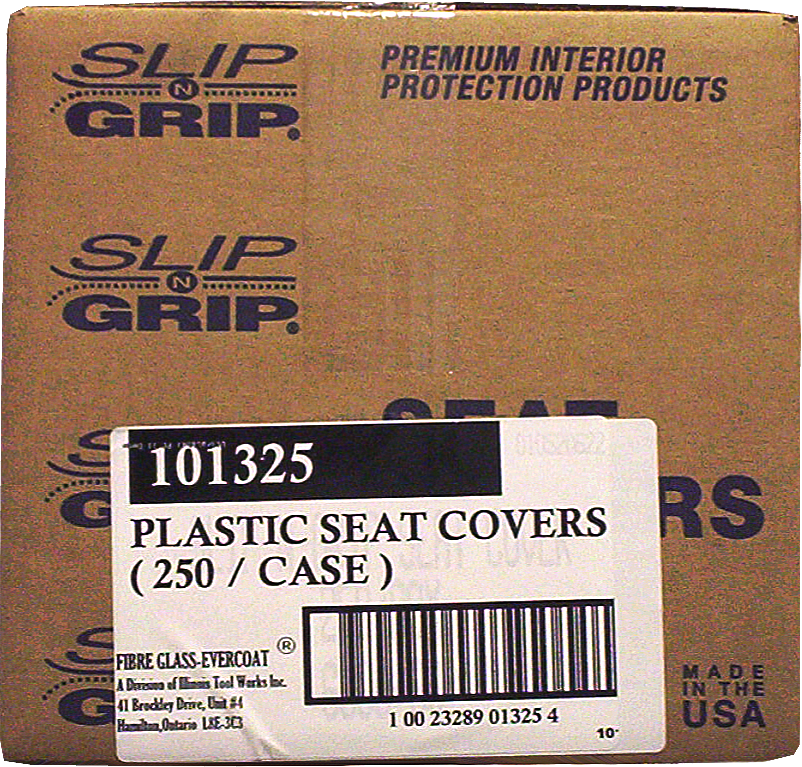 SLIP
N
GRIP®
PREMIUM INTERIOR
PROTECTION PRODUCTS
SLIP
N
GRIP®
SEAT
RS
101325
PLASTIC SEAT COVERS
( 250 / CASE )
FIBRE GLASS-EVERCOAT ®
A Division of Illinois Tool Works Inc.
41 Brockley Drive, Unit #4
Hamilton,Ontario L8E-3C3
1 00 23289 01325 4
10-
MADE
IN THE
USA